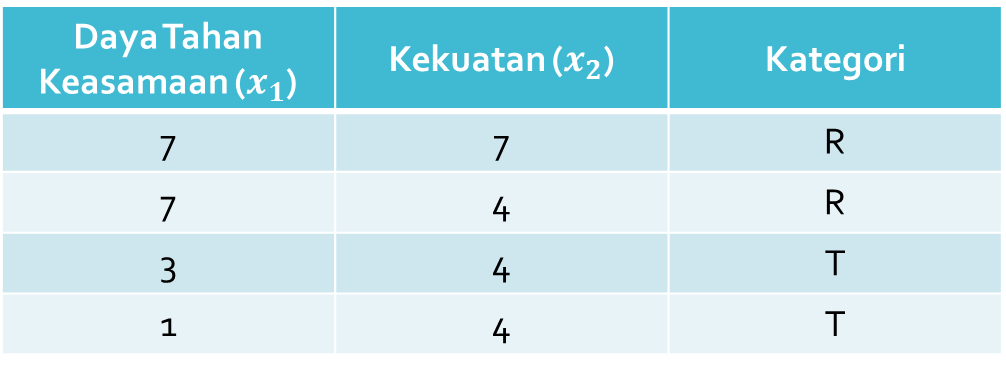 Daya Tahan
Keasamaan (x₁)
Kekuatan (x₂)
Kategori
7 7 R
7 4 R
3 4 T
1 4 T